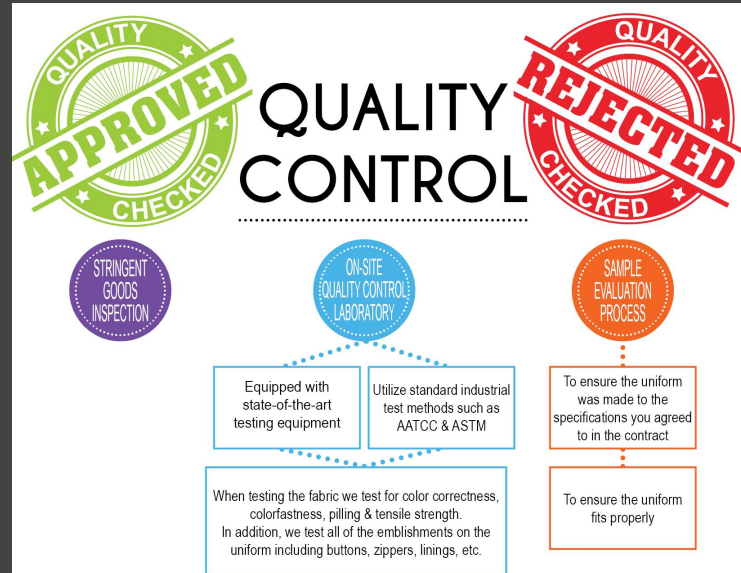 QUALITY
APPROVED
CHECKED
QUALITY
CONTROL
QUALITY
REJECTED
CHECKED
STRINGENT
GOODS
INSPECTION
ON-SITE
QUALITY CONTROL
LABORATORY
SAMPLE
EVALUATION
PROCESS
Equipped with
state-of-the-art
testing equipment
Utilize standard industrial
test methods such as
AATCC & ASTM
When testing the fabric we test for color correctness,
colorfastness, pilling & tensile strength.
In addition, we test all of the emblishments on the
uniform including buttons, zippers, linings, etc.
To ensure the uniform
was made to the
specifications you agreed
to in the contract
To ensure the uniform
fits properly